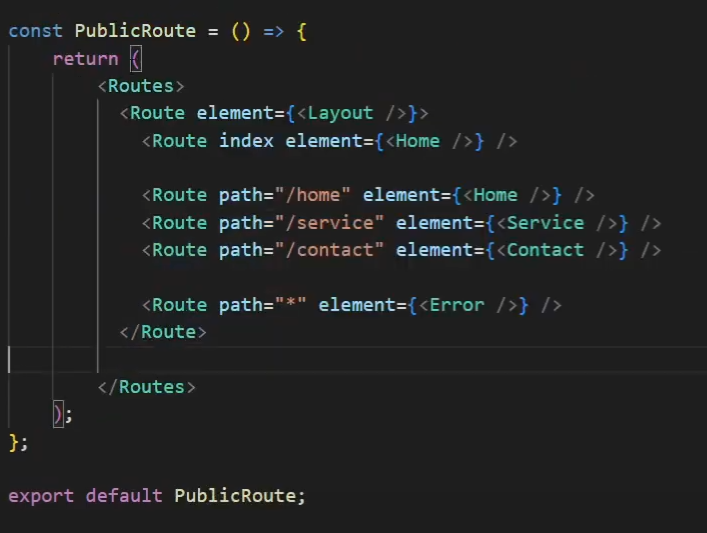 const PublicRoute = () => {
return (
<Routes>
<Route element={<Layout />}>
<Route index element={<Home />} />
<Route path="/home" element={<Home />} />
<Route path="/service" element={<Service />} />
<Route path="/contact" element={<Contact />} />
<Route path="*" element={<Error />} />
</Route>
</Routes>
);
};
export default PublicRoute;